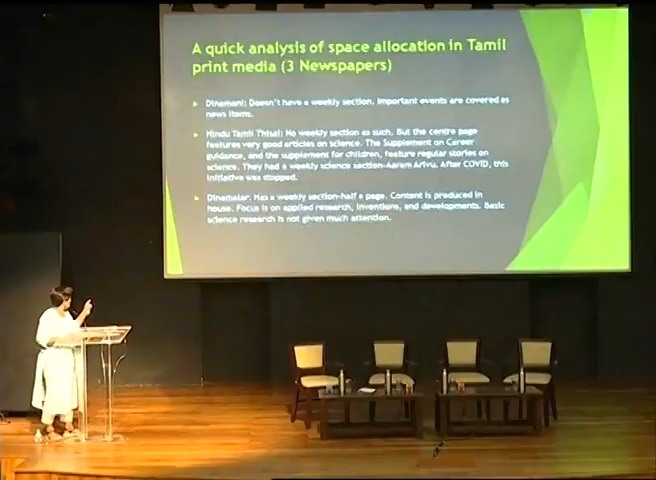 A quick analysis of space allocation in Tamil
print media (3 Newspapers)
Dinamani: Doesn't have a weekly section. Important events are covered as
news items.
Hindu Tamil Thisai: No weekly section as such. But the centre page
features very good articles on science. The Supplement on Career
guidance, and the supplement for children, feature regular stories on
science. They had a weekly science section-Aaram Arivu. After COVID, this
initiative was stopped.
Dinamalar: Has a weekly section-half a page. Content is produced in
house. Focus is on applied research, inventions, and developments. Basic
science research is not given much attention.